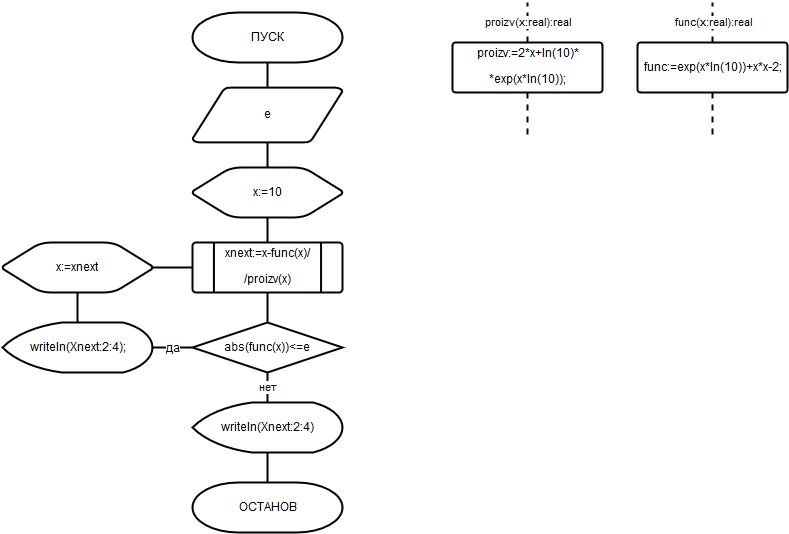 ПУСК
e
x:=10
xnext:=x-func(x)/
/proizv(x)
x:=xnext
writeln(Xnext:2:4);
да
abs(func(x))<=e
нет
writeln(Xnext:2:4)
ОСТАНОВ
proizv(x:real):real
proizv:=2*x+ln(10)*
*exp(x*ln(10));
func(x:real):real
func:=exp(x*ln(10))+x*x-2;